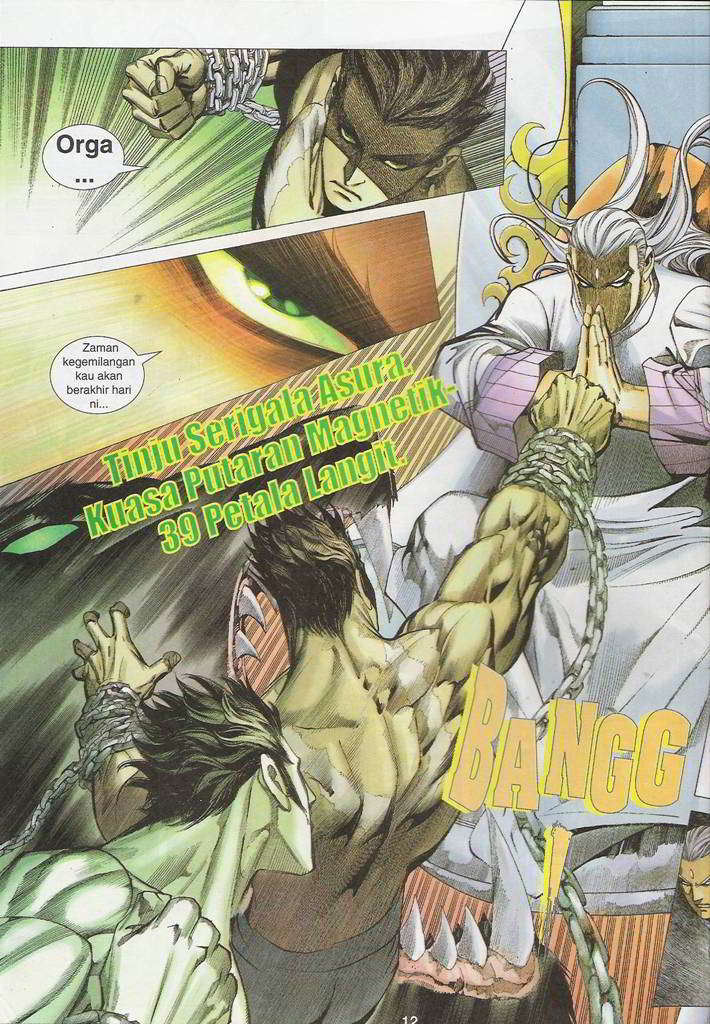 Orga
...
Zaman
kegemilangan
kau akan
berakhir hari
ni...
Tinju Serigala Asura.
Kuasa Putaran Magnetik-
39 Petala Langit.
BANGG
!
12